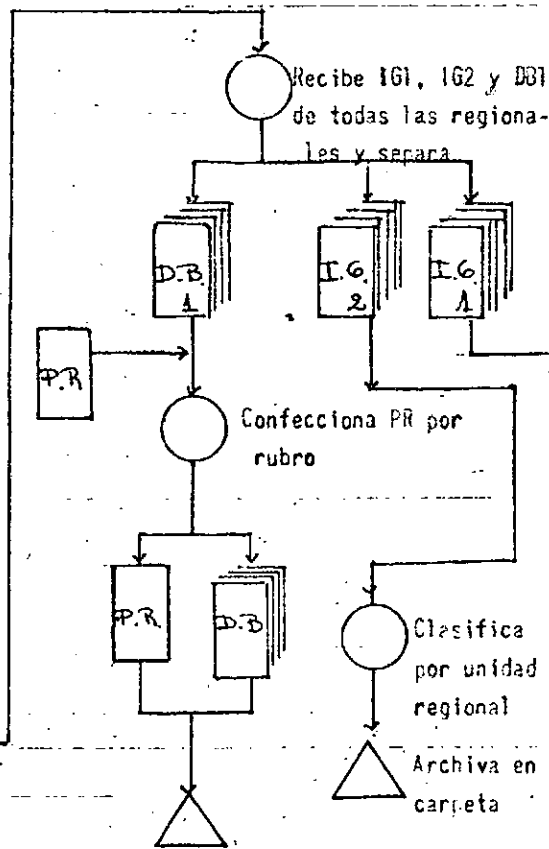 Recibe IG1, IG2 y DB1
de todas las regiona-
les y separa
D.B.
1
I.G.
2
I.G.
1
P.R
Confecciona PR por
rubro
P.R.
D.B
Clasifica
por unidad
regional
Archiva en
carpeta